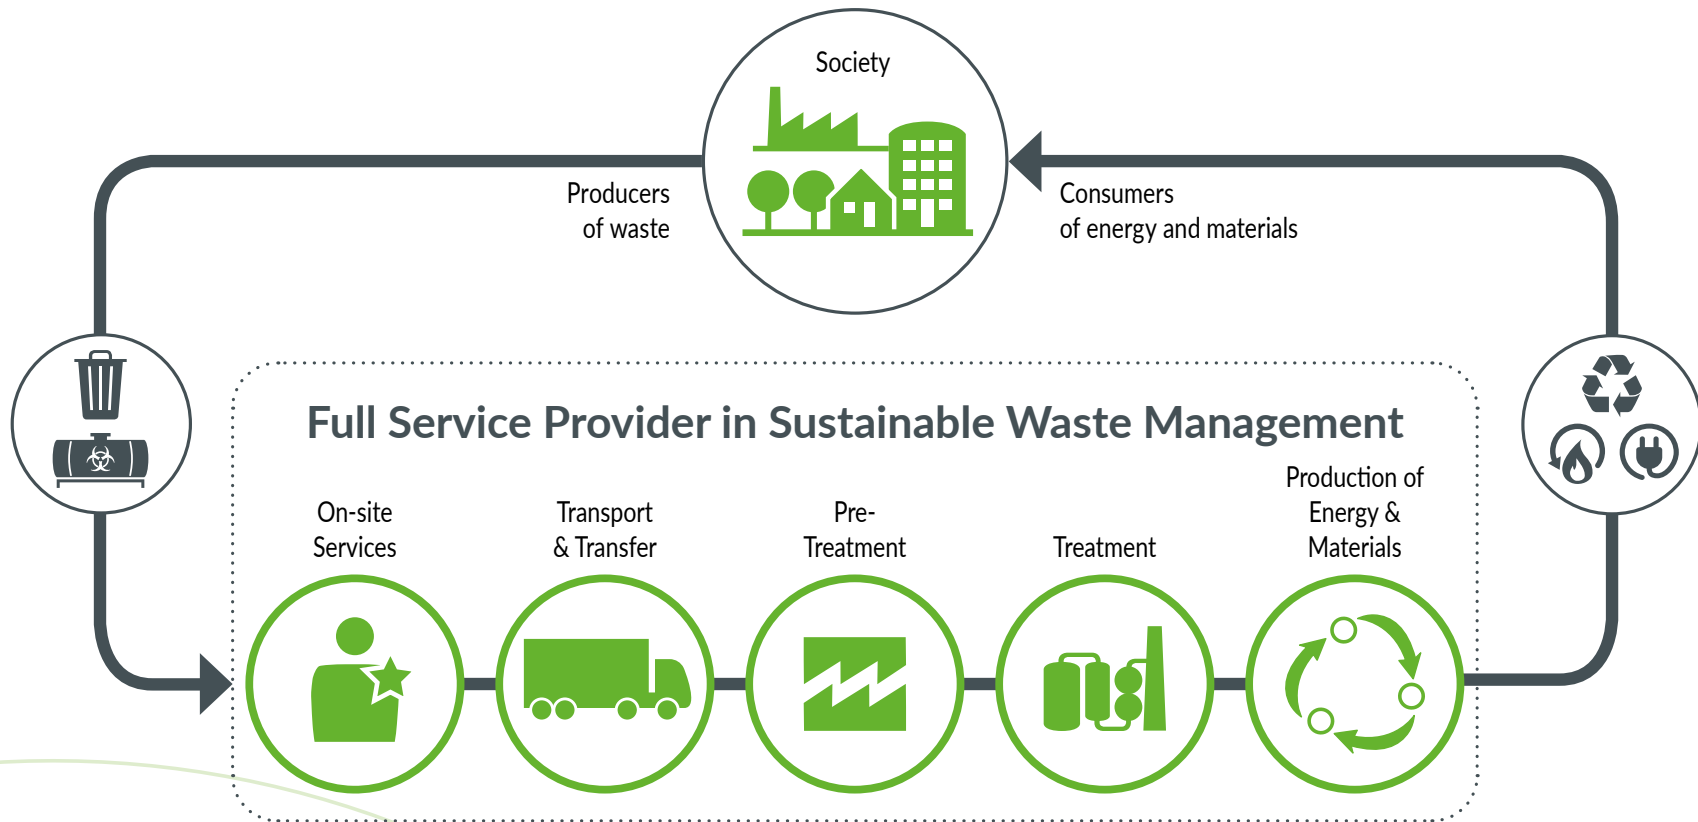 Society
Producers
of waste
Consumers
of energy and materials
Full Service Provider in Sustainable Waste Management
On-site
Services
Transport
& Transfer
Pre-
Treatment
Treatment
Production of
Energy &
Materials